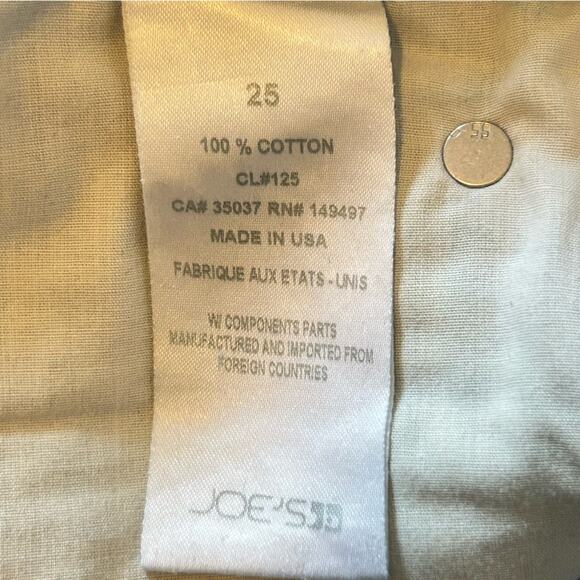 25
100 % COTTON
CL#125
CA# 35037 RN# 149497
MADE IN USA
FABRIQUE AUX ETATS - UNIS
W/ COMPONENTS PARTS
MANUFACTURED AND IMPORTED FROM
FOREIGN COUNTRIES
JOE'S